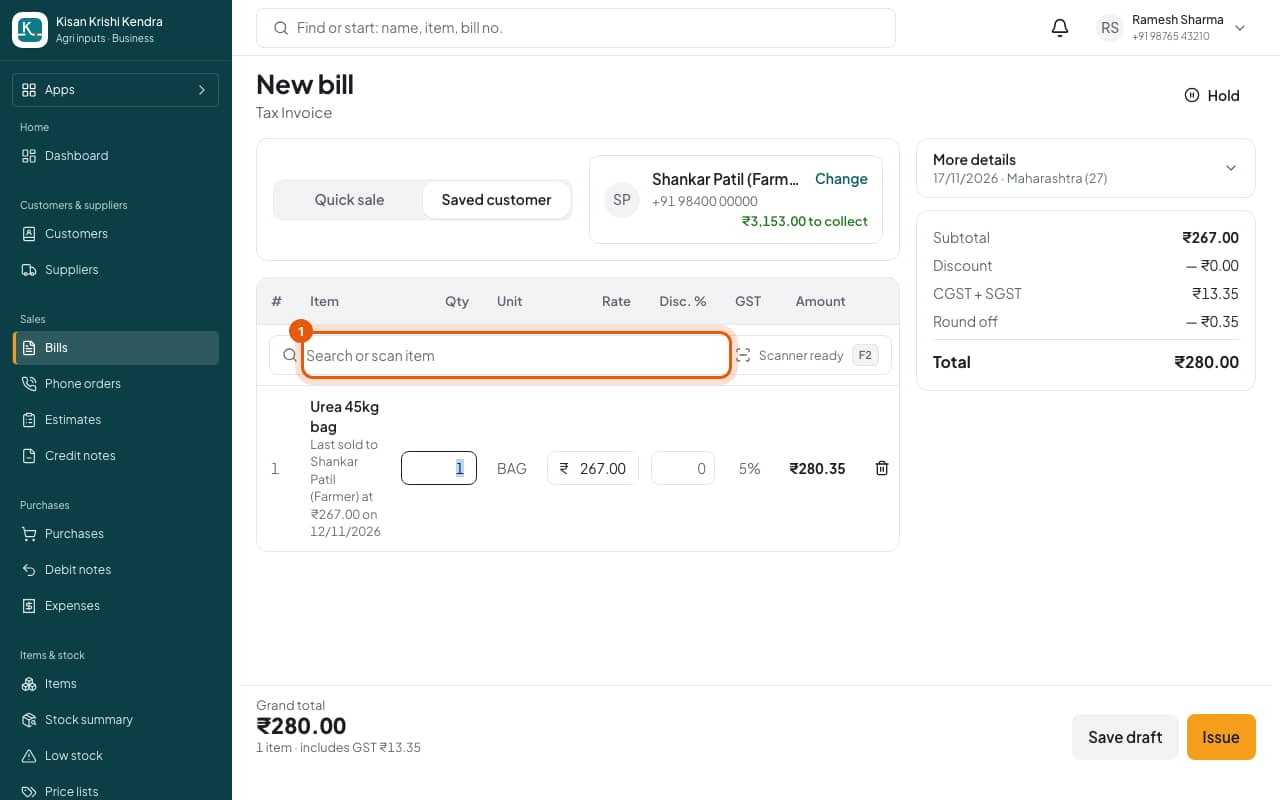 Kisan Krishi Kendra
Agri inputs · Business
Apps
Home
Dashboard
Customers & suppliers
Customers
Suppliers
Sales
Bills
Phone orders
Estimates
Credit notes
Purchases
Purchases
Debit notes
Expenses
Items & stock
Items
Stock summary
Low stock
Price lists
Find or start: name, item, bill no.
RS
Ramesh Sharma
+91 98765 43210
New bill
Tax Invoice
Hold
Quick sale
Saved customer
SP
Shankar Patil (Farm...
Change
+91 98400 00000
₹3,153.00 to collect
# Item Qty Unit Rate Disc. % GST Amount
1
Search or scan item
Scanner ready F2
1
Urea 45kg
bag
Last sold to
Shankar
Patil
(Farmer) at
₹267.00 on
12/11/2026
1 BAG ₹ 267.00 0 5% ₹280.35
More details
17/11/2026 · Maharashtra (27)
Subtotal ₹267.00
Discount — ₹0.00
CGST + SGST ₹13.35
Round off — ₹0.35
Total ₹280.00
Grand total
₹280.00
1 item · includes GST ₹13.35
Save draft
Issue